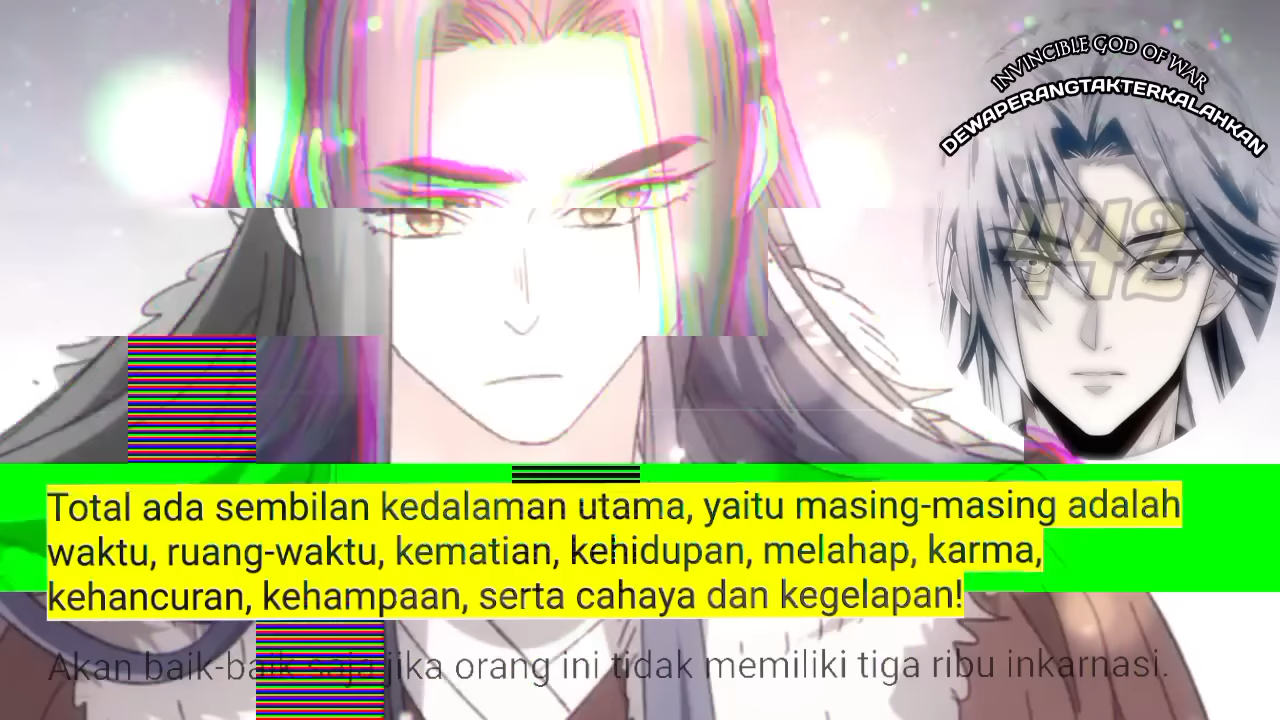 INVINCIBLE GOD OF WAR
DEWAPERANGTAKTERKALAHKAN
442
Total ada sembilan kedalaman utama, yaitu masing-masing adalah
waktu, ruang-waktu, kematian, kehidupan, melahap, karma,
kehancuran, kehampaan, serta cahaya dan kegelapan!
Akan baik-baik saja jika orang ini tidak memiliki tiga ribu inkarnasi.